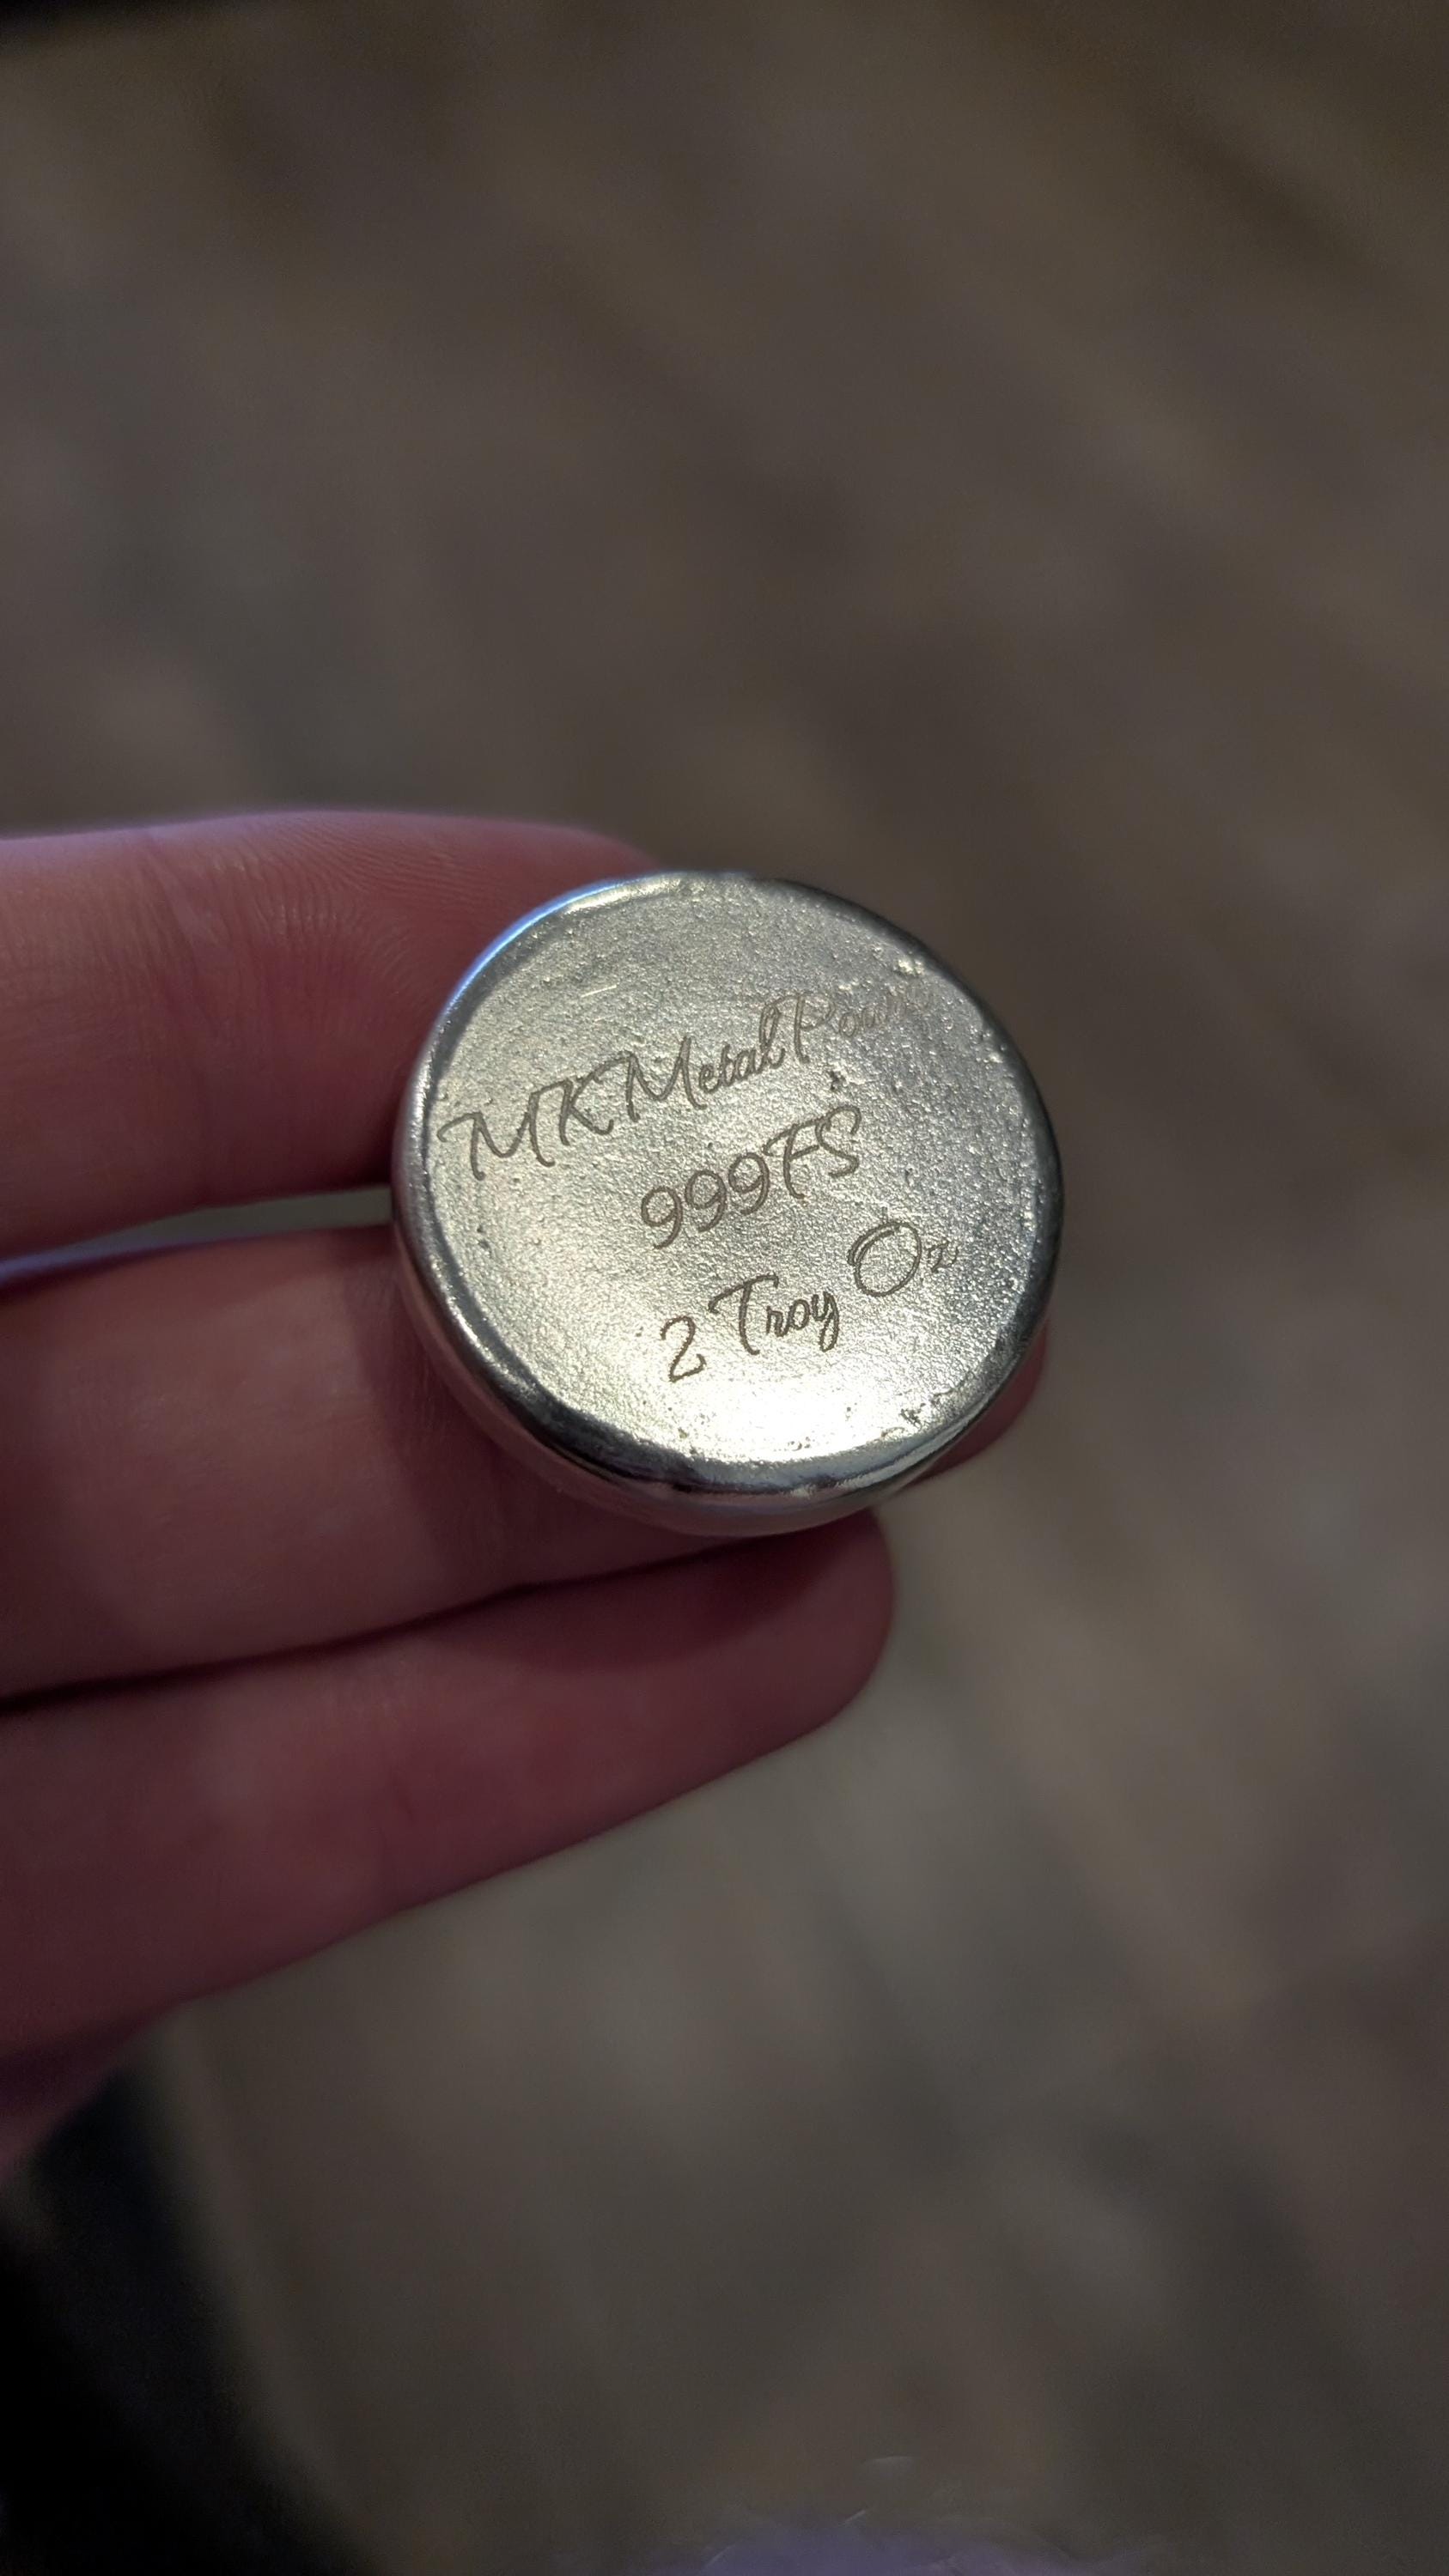 MK Metal
999FS
2 Troy Oz